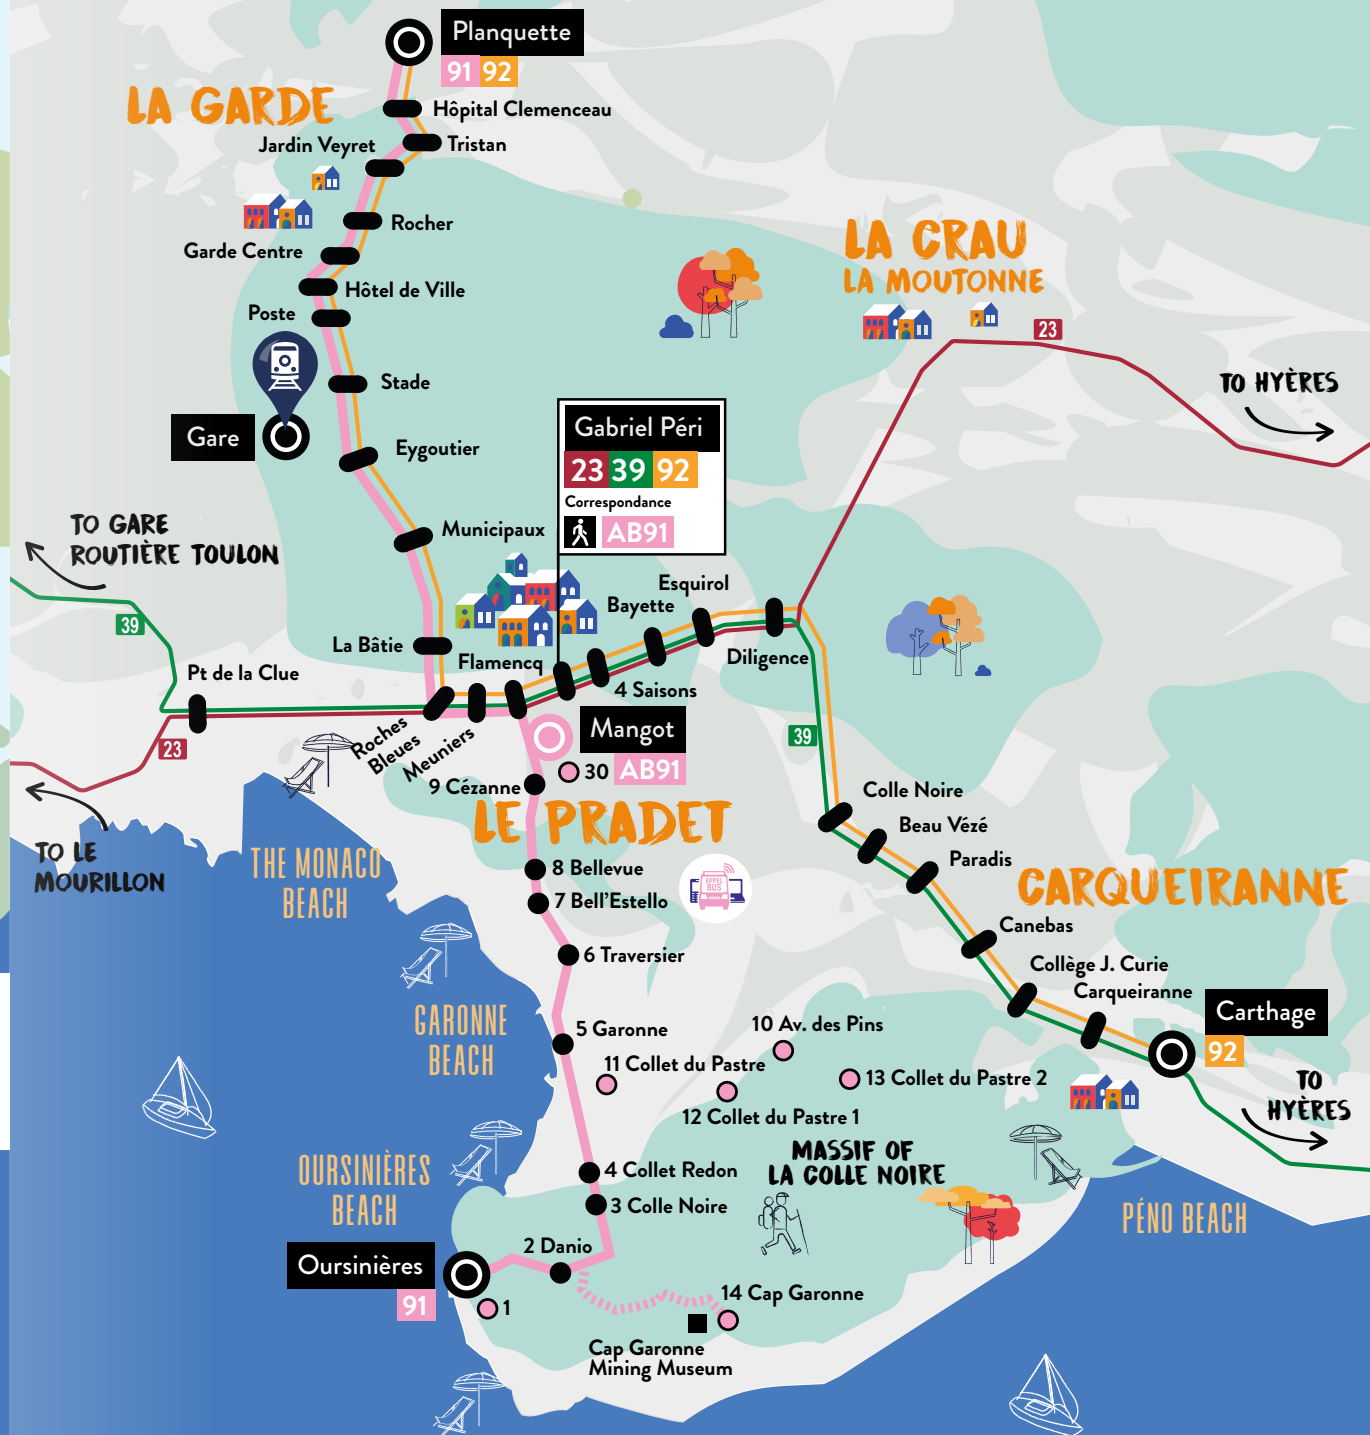 Planquette
91 92
LA GARDE
Hôpital Clemenceau
Jardin Veyret
Tristan
Rocher
Garde Centre
Hôtel de Ville
Poste
Stade
Gare
Eygoutier
Municipaux
LA CRAU
LA MOUTONNE
23
TO HYÈRES
Gabriel Péri
23 39 92
Correspondance
AB91
TO GARE
ROUTIÈRE TOULON
39
Esquirol
Bayette
La Bâtie
Flamencq
Diligence
Pt de la Clue
4 Saisons
23
Roches
Bleues
Meuniers
Mangot
30 AB91
39
9 Cézanne
LE PRADET
TO LE
MOURILLON
THE MONACO
BEACH
8 Bellevue
7 Bell'Estello
APPEL
BUS
6 Traversier
Colle Noire
Beau Vézé
Paradis
CARQUEIRANNE
Canebas
Collège J. Curie
Carqueiranne
Carthage
92
TO
HYÈRES
GARONNE
BEACH
5 Garonne
10 Av. des Pins
11 Collet du Pastre
13 Collet du Pastre 2
12 Collet du Pastre 1
MASSIF OF
LA COLLE NOIRE
4 Collet Redon
3 Colle Noire
OURSINIÈRES
BEACH
PÉNO BEACH
2 Danio
Oursinières
91
1
14 Cap Garonne
Cap Garonne
Mining Museum